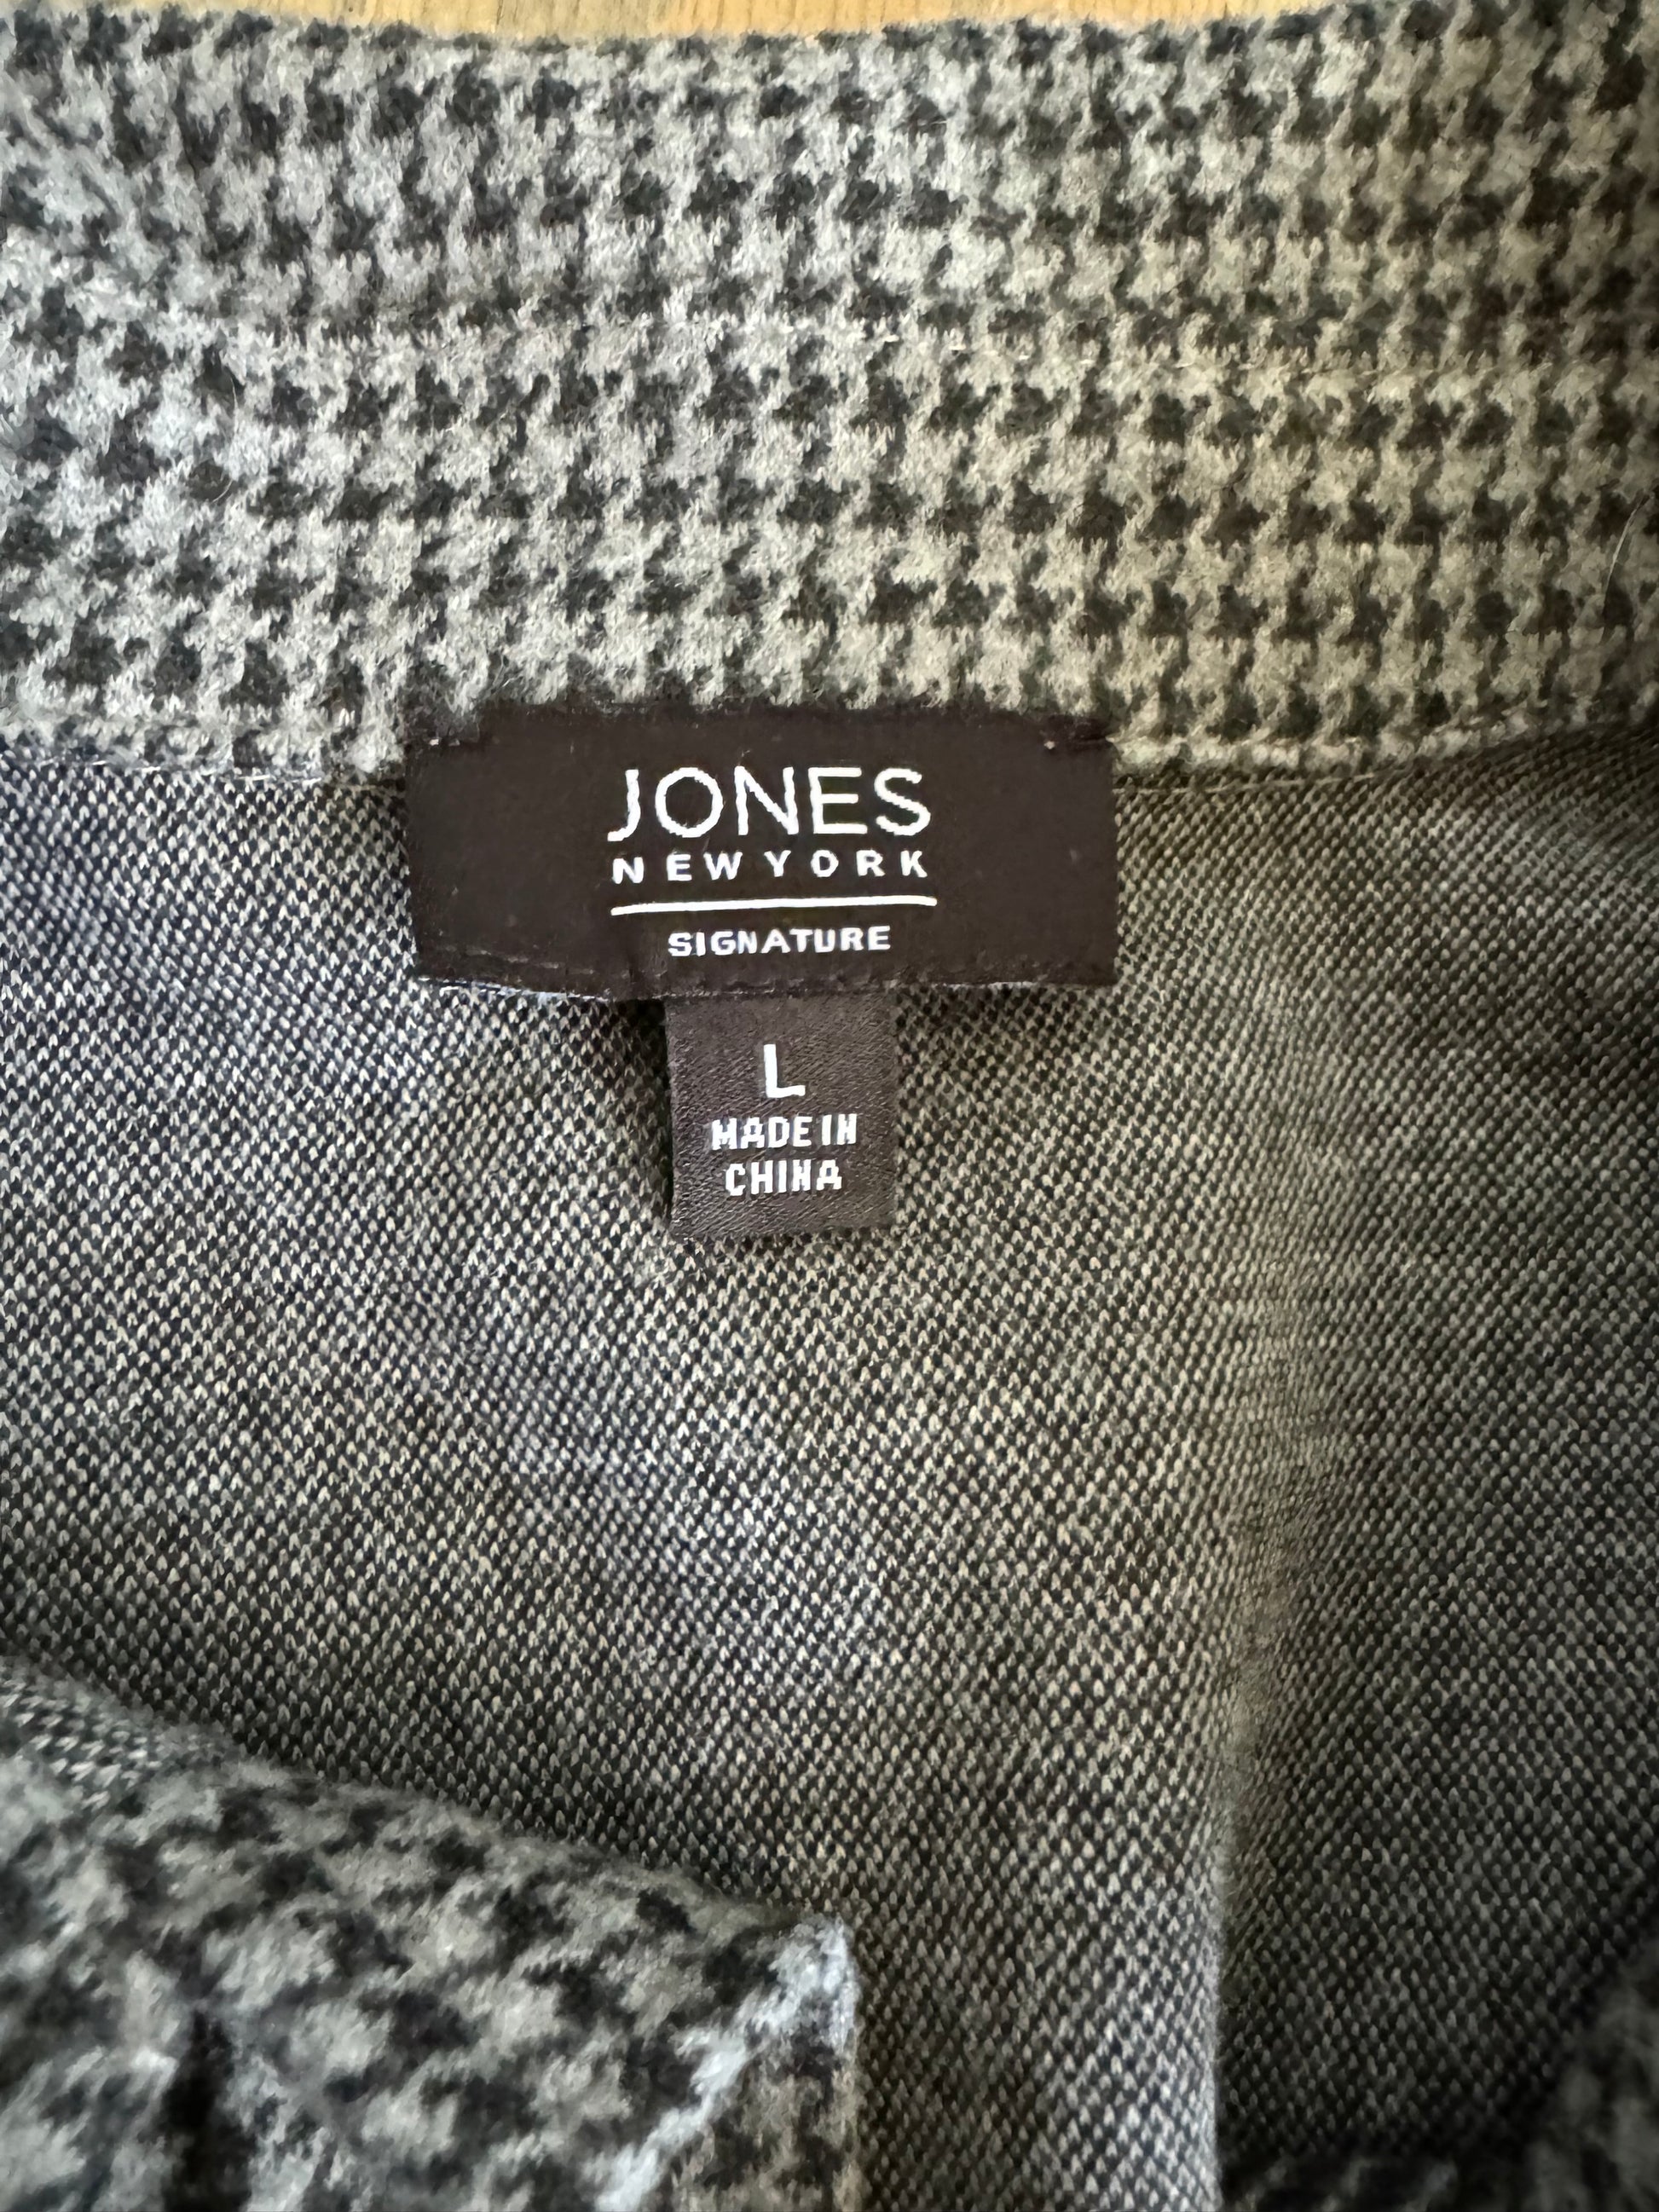 JONES
NEW YORK
SIGNATURE
L
MADE IN
CHINA